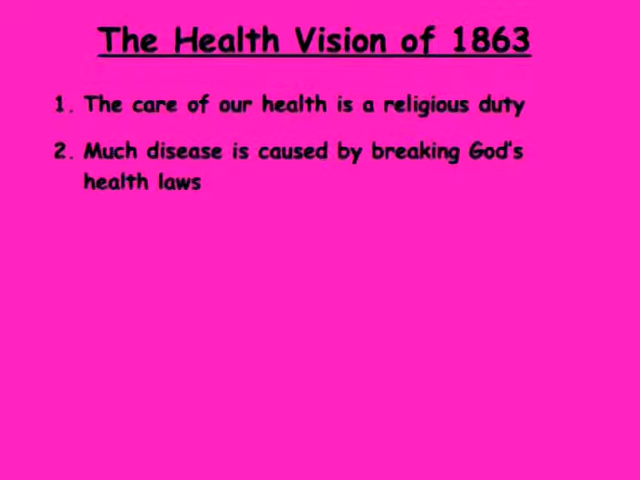 The Health Vision of 1863
1. The care of our health is a religious duty
2. Much disease is caused by breaking God's
health laws